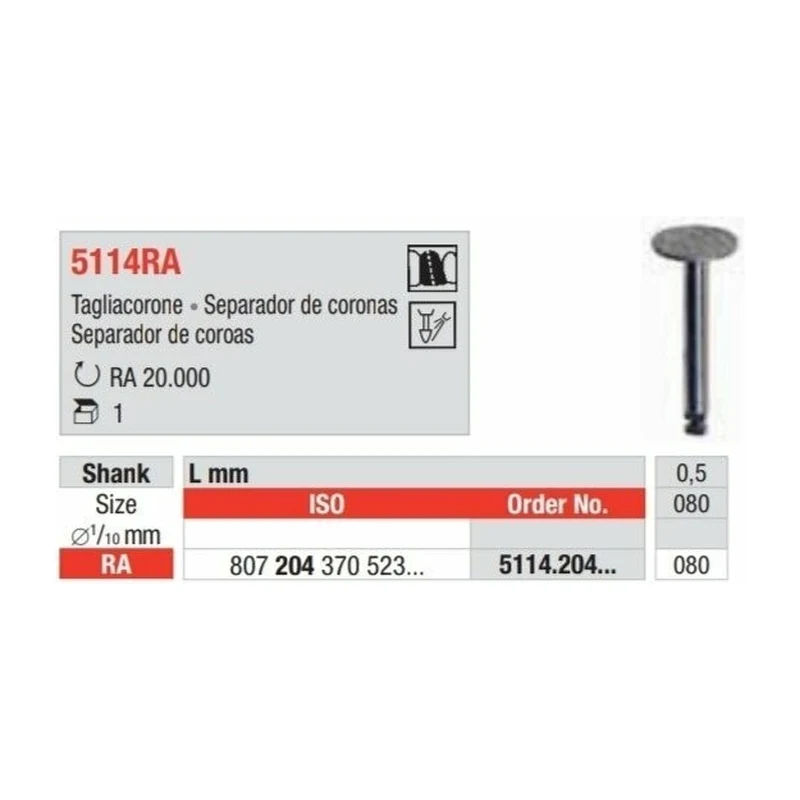 5114RA
Tagliacorone • Separador de coronas
Separador de coroas
RA 20.000
1
Shank L mm 0,5
Size ISO Order No. 080
∅1/10 mm
RA 807 204 370 523... 5114.204... 080